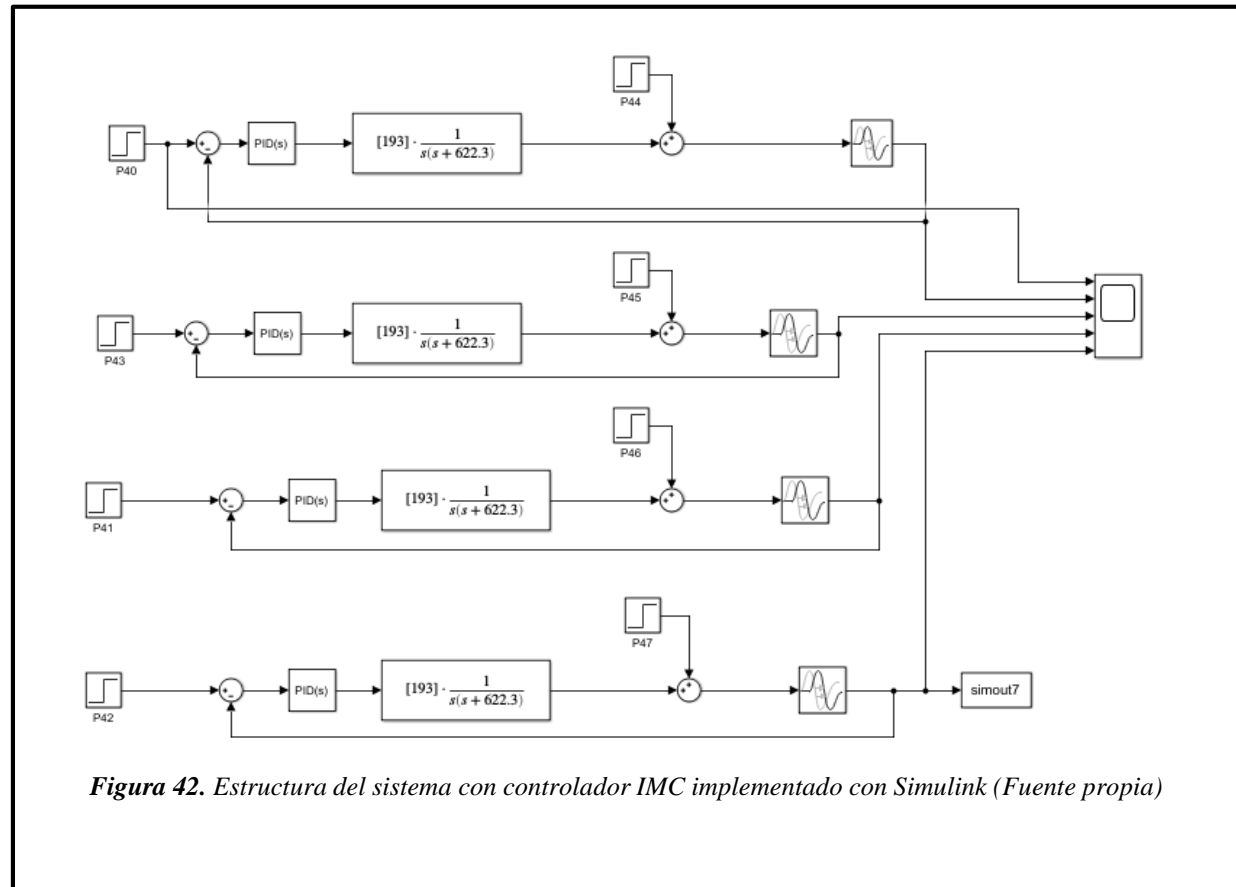 P44
P40
PID(s)
[193] · 1
s(s + 622.3)
P45
P43
PID(s)
[193] · 1
s(s + 622.3)
P46
P41
PID(s)
[193] · 1
s(s + 622.3)
P47
P42
PID(s)
[193] · 1
s(s + 622.3)
simout7
Figura 42. Estructura del sistema con controlador IMC implementado con Simulink (Fuente propia)